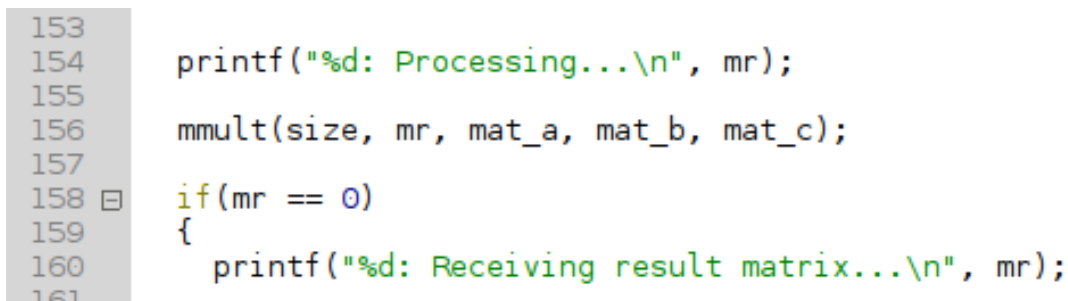 153
154 printf("%d: Processing...\n", mr);
155
156 mmult(size, mr, mat_a, mat_b, mat_c);
157
158 if(mr == 0)
159 {
160 printf("%d: Receiving result matrix...\n", mr);
161